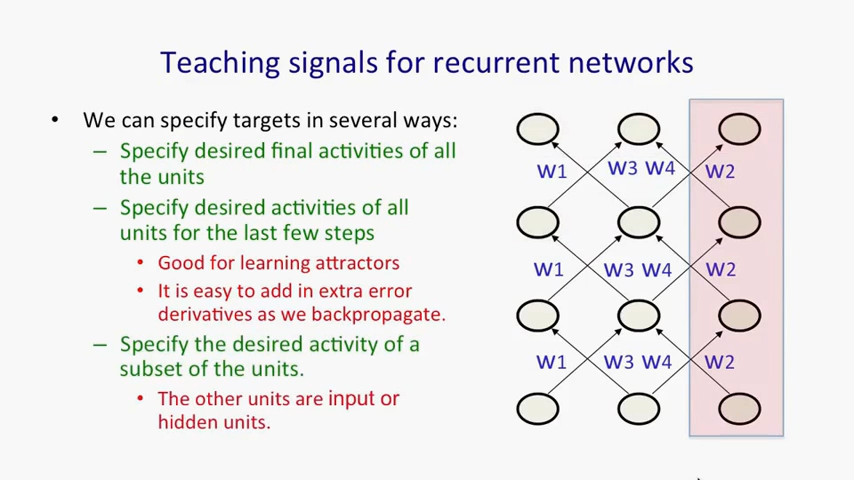 Teaching signals for recurrent networks
• We can specify targets in several ways:
– Specify desired final activities of all
the units
– Specify desired activities of all
units for the last few steps
• Good for learning attractors
• It is easy to add in extra error
derivatives as we backpropagate.
– Specify the desired activity of a
subset of the units.
• The other units are input or
hidden units.
w1 w3 w4 w2
w1 w3 w4 w2
w1 w3 w4 w2